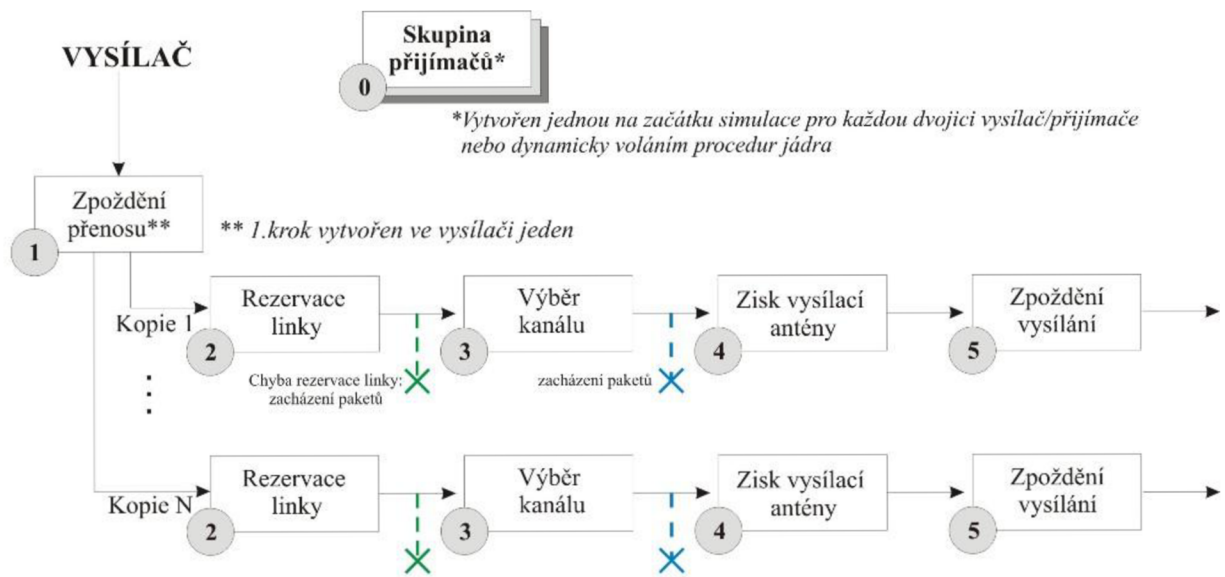 VYSÍLAČ
Skupina
přijímačů*
0
*Vytvořen jednou na začátku simulace pro každou dvojici vysílač/přijímače
nebo dynamicky voláním procedur jádra
Zpoždění
přenosu**
1
** 1.krok vytvořen ve vysílači jeden
Kopie 1
Rezervace
linky
2
Chyba rezervace linky:
zacházení paketů
Výběr
kanálu
3
zacházení paketů
Zisk vysílací
antény
4
Zpoždění
vysílání
5
Kopie N
Rezervace
linky
2
Výběr
kanálu
3
Zisk vysílací
antény
4
Zpoždění
vysílání
5